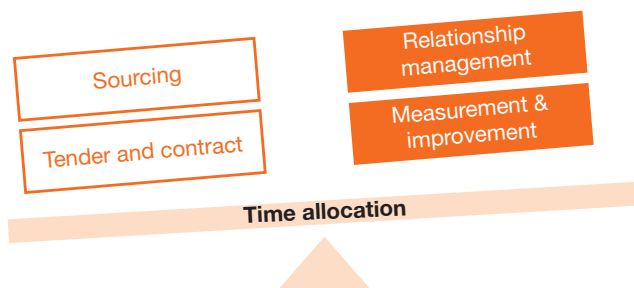 Sourcing
Tender and contract
Relationship
management
Measurement &
improvement
Time allocation